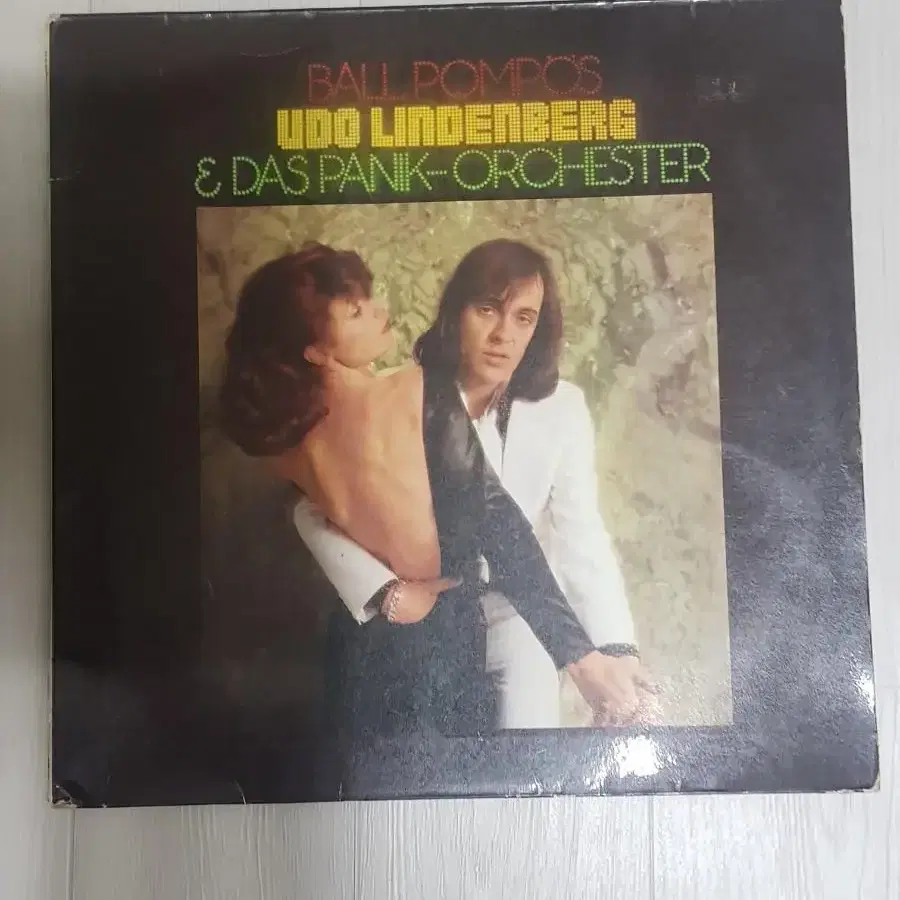 BALL POMPÖS
UDO LINDENBERG
& DAS PANIK-ORCHESTER